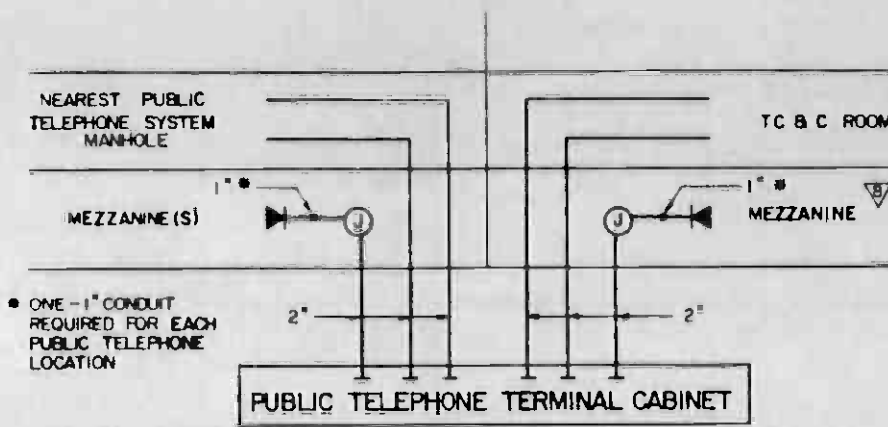 NEAREST PUBLIC
TELEPHONE SYSTEM
MANHOLE
TC & C ROOM
1" *
MEZZANINE(S)
J
J
1" *
MEZZANINE
8
* ONE-1" CONDUIT
REQUIRED FOR EACH
PUBLIC TELEPHONE
LOCATION
2"
2"
PUBLIC TELEPHONE TERMINAL CABINET